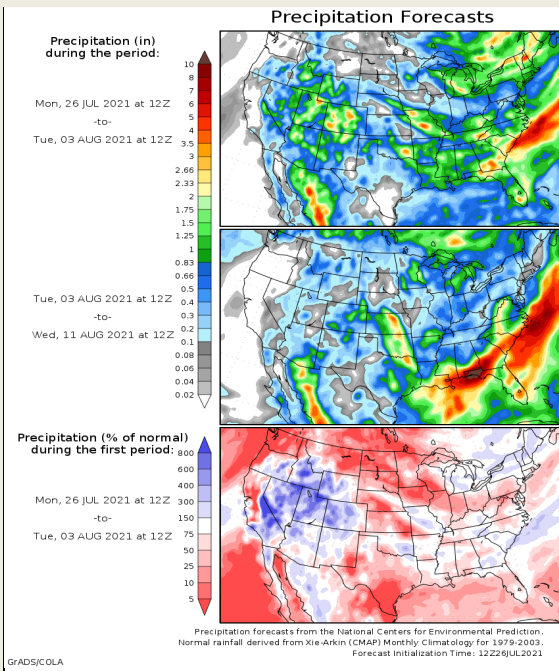 Precipitation Forecasts
Precipitation (in)
during the period:
Mon, 26 JUL 2021 at 12Z
-to-
Tue, 03 AUG 2021 at 12Z
Tue, 03 AUG 2021 at 12Z
-to-
Wed, 11 AUG 2021 at 12Z
10
8
7
6
5
4
3.5
3
2.66
2.33
2
1.75
1.5
1.25
1
0.83
0.66
0.5
0.4
0.3
0.2
0.1
0.08
0.06
0.04
0.02
Precipitation (% of normal)
during the first period:
Mon, 26 JUL 2021 at 12Z
-to-
Tue, 03 AUG 2021 at 12Z
800
600
400
300
150
75
50
25
10
5
Precipitation forecasts from the National Centers for Environmental Prediction.
Normal rainfall derived from Xie-Arkin (CMAP) Monthly Climatology for 1979-2003.
Forecast Initialization Time: 12Z26JUL2021
GrADS/COLA